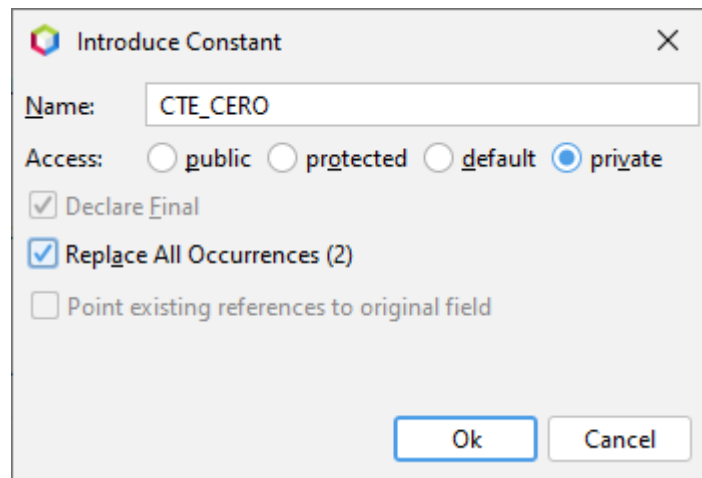 Introduce Constant
Name: CTE_CERO
Access: public protected default private
Declare Final
Replace All Occurrences (2)
Point existing references to original field
Ok Cancel